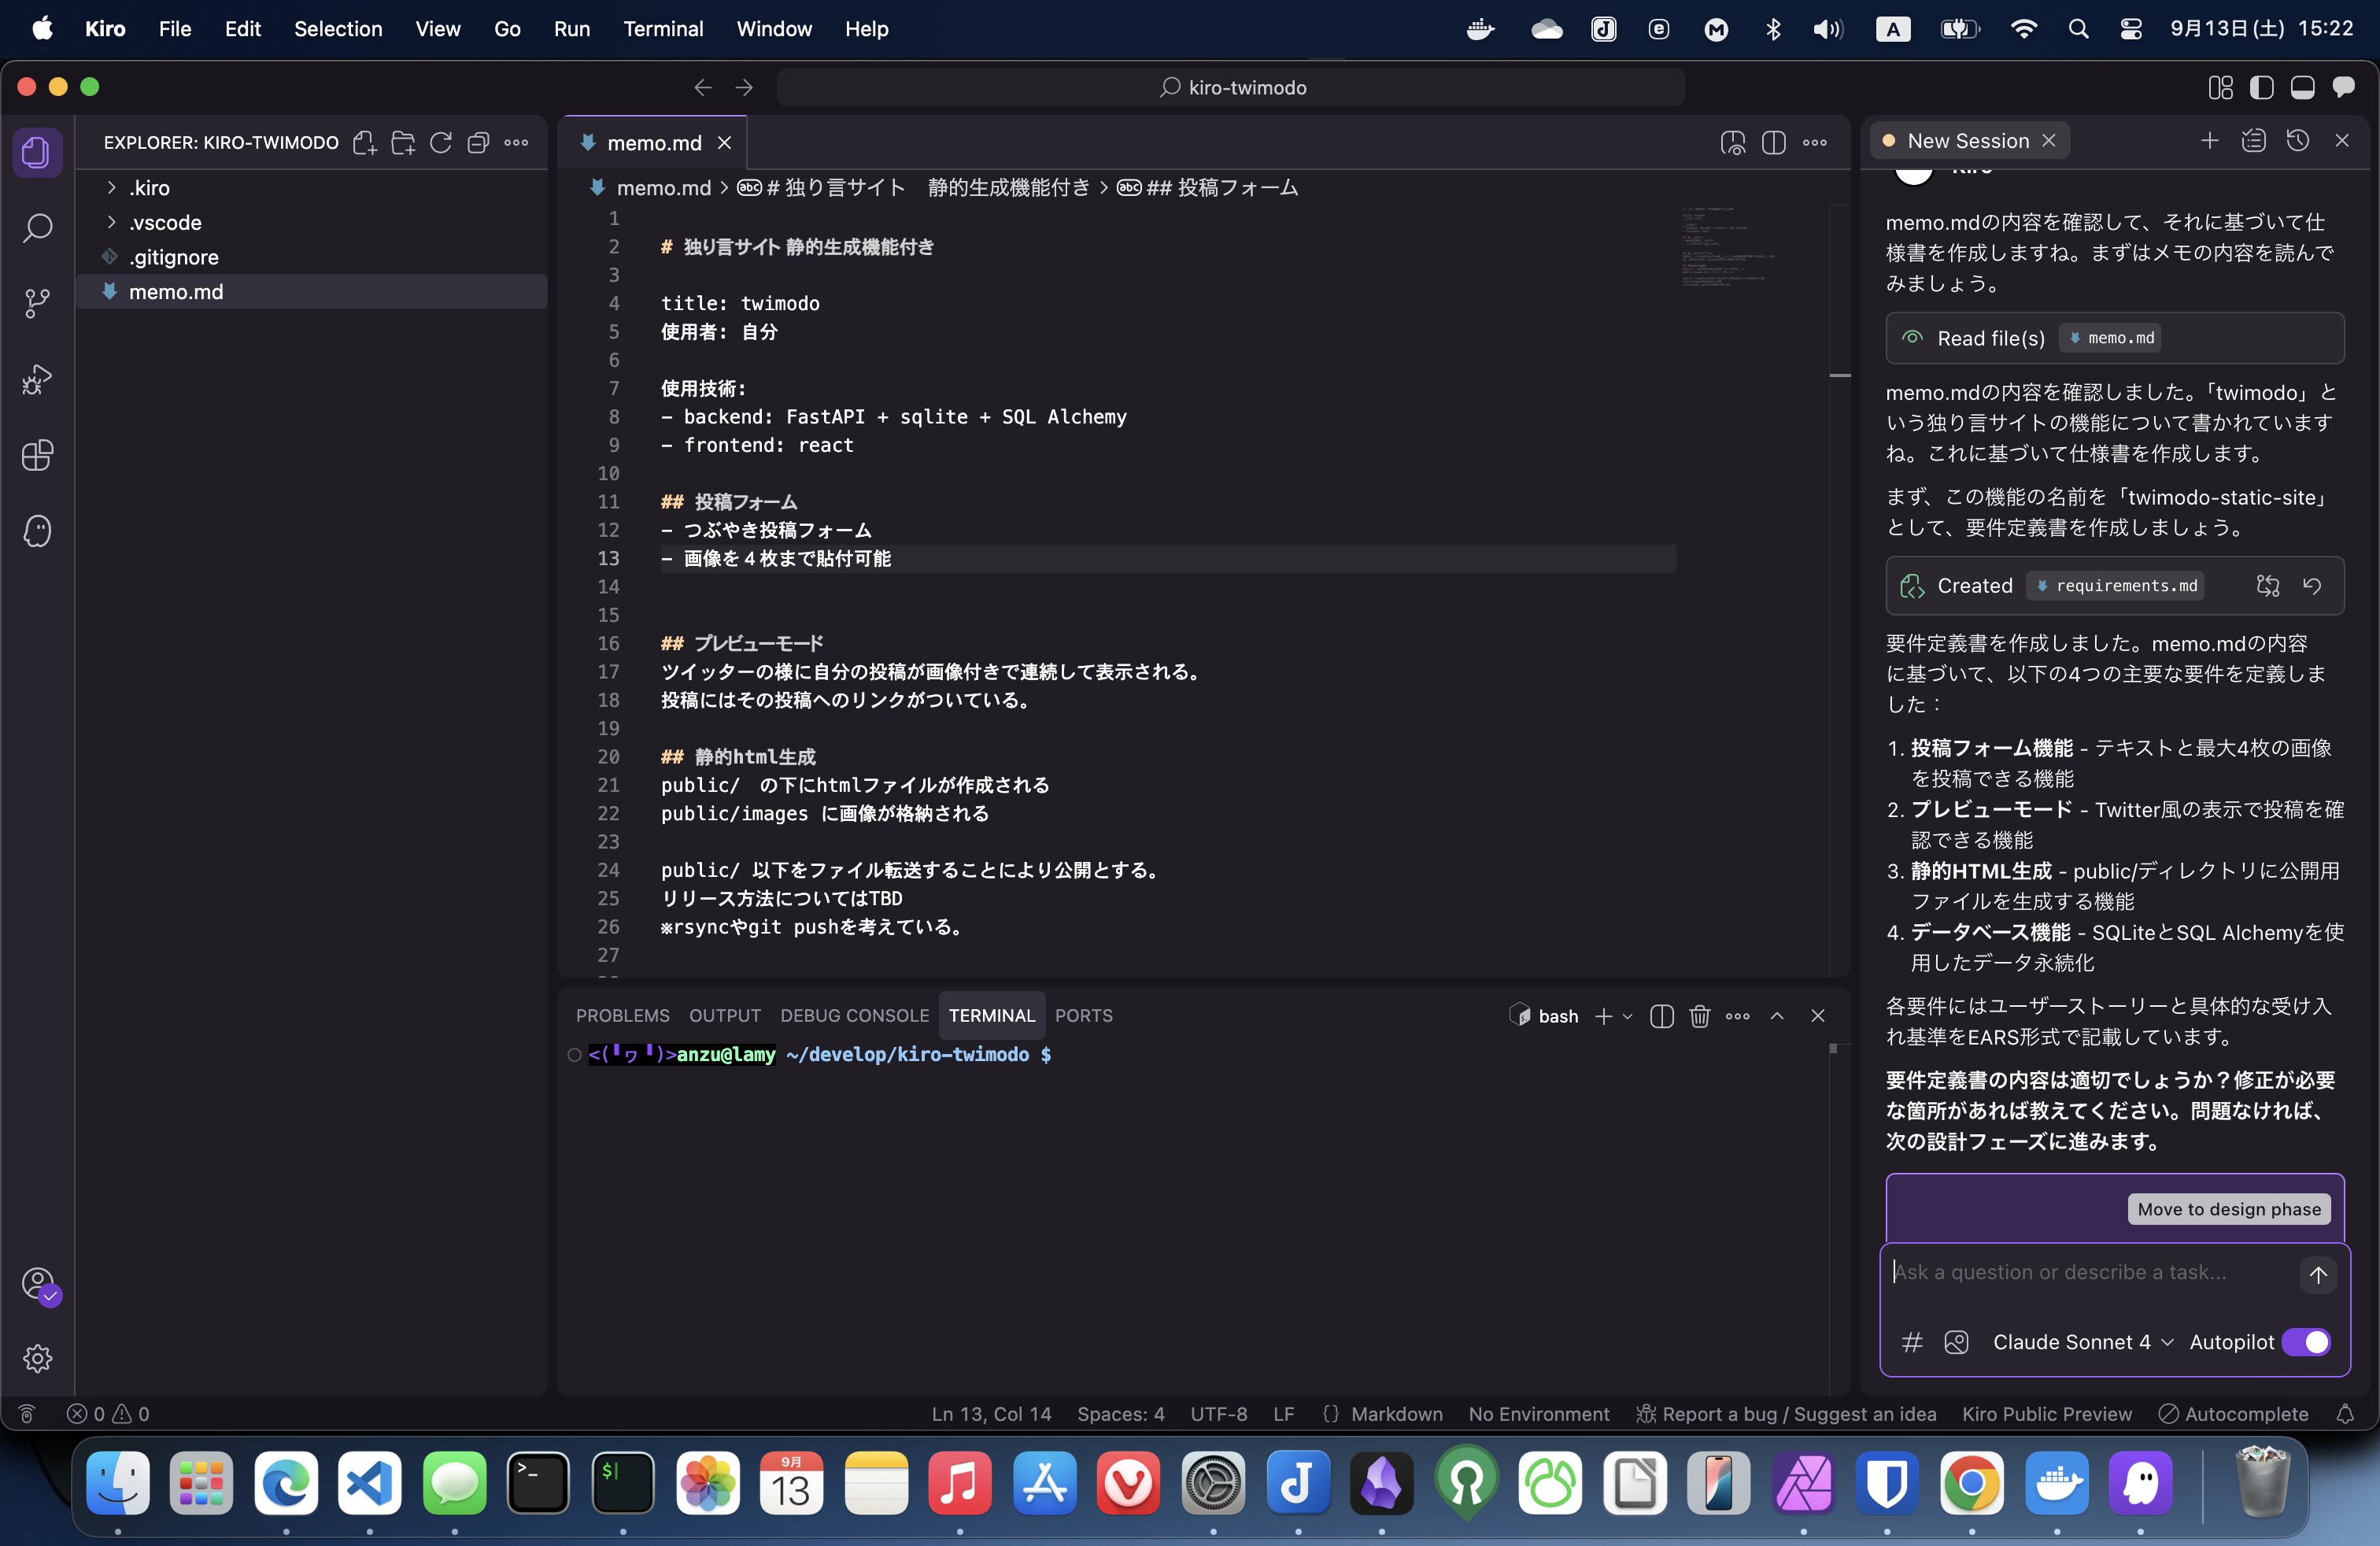 Kiro File Edit Selection View Go Run Terminal Window Help A 9月13日(土) 15:22
kiro-twimodo
EXPLORER: KIRO-TWIMODO
.kiro
.vscode
.gitignore
memo.md
memo.md
memo.md > # 独り言サイト 静的生成機能付き > ## 投稿フォーム
1
2 # 独り言サイト 静的生成機能付き
3
4 title: twimodo
5 使用者: 自分
6
7 使用技術:
8 - backend: FastAPI + sqlite + SQL Alchemy
9 - frontend: react
10
11 ## 投稿フォーム
12 - つぶやき投稿フォーム
13 - 画像を４枚まで貼付可能
14
15
16 ## プレビューモード
17 ツイッターの様に自分の投稿が画像付きで連続して表示される。
18 投稿にはその投稿へのリンクがついている。
19
20 ## 静的html生成
21 public/ の下にhtmlファイルが作成される
22 public/images に画像が格納される
23
24 public/ 以下をファイル転送することにより公開とする。
25 リリース方法についてはTBD
26 ※rsyncやgit pushを考えている。
27
PROBLEMS OUTPUT DEBUG CONSOLE TERMINAL PORTS
bash
<(╹ヮ╹)>anzu@lamy ~/develop/kiro-twimodo $
New Session
Kiro
memo.mdの内容を確認して、それに基づいて仕
様書を作成しますね。まずはメモの内容を読んで
みましょう。
Read file(s) memo.md
memo.mdの内容を確認しました。「twimodo」と
いう独り言サイトの機能について書かれています
ね。これに基づいて仕様書を作成します。
まず、この機能の名前を「twimodo-static-site」
として、要件定義書を作成しましょう。
Created requirements.md
要件定義書を作成しました。memo.mdの内容
に基づいて、以下の4つの主要な要件を定義しま
した：
1. 投稿フォーム機能 - テキストと最大4枚の画像
を投稿できる機能
2. プレビューモード - Twitter風の表示で投稿を確
認できる機能
3. 静的HTML生成 - public/ディレクトリに公開用
ファイルを生成する機能
4. データベース機能 - SQLiteとSQL Alchemyを使
用したデータ永続化
各要件にはユーザーストーリーと具体的な受け入
れ基準をEARS形式で記載しています。
要件定義書の内容は適切でしょうか？修正が必要
な箇所があれば教えてください。問題なければ、
次の設計フェーズに進みます。
Move to design phase
Ask a question or describe a task...
# Claude Sonnet 4 Autopilot
0 0 Ln 13, Col 14 Spaces: 4 UTF-8 LF {} Markdown No Environment Report a bug / Suggest an idea Kiro Public Preview Autocomplete
9月
13